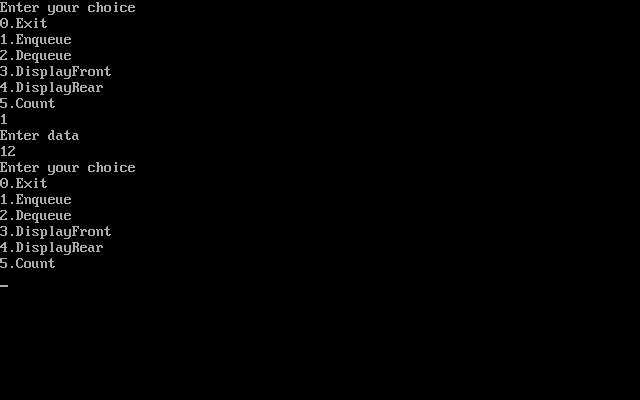 Enter your choice
0.Exit
1.Enqueue
2.Dequeue
3.DisplayFront
4.DisplayRear
5.Count
1
Enter data
12
Enter your choice
0.Exit
1.Enqueue
2.Dequeue
3.DisplayFront
4.DisplayRear
5.Count